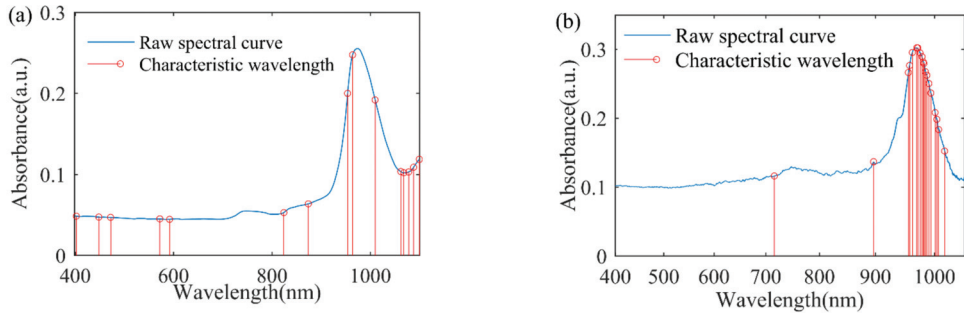 (a)
0.3
0.2
0.1
0
Absorbance(a.u.)
Raw spectral curve
Characteristic wavelength
400 600 800 1000
Wavelength(nm)
(b)
0.3
0.2
0.1
0
Absorbance(a.u.)
Raw spectral curve
Characteristic wavelength
400 500 600 700 800 900 1000
Wavelength(nm)